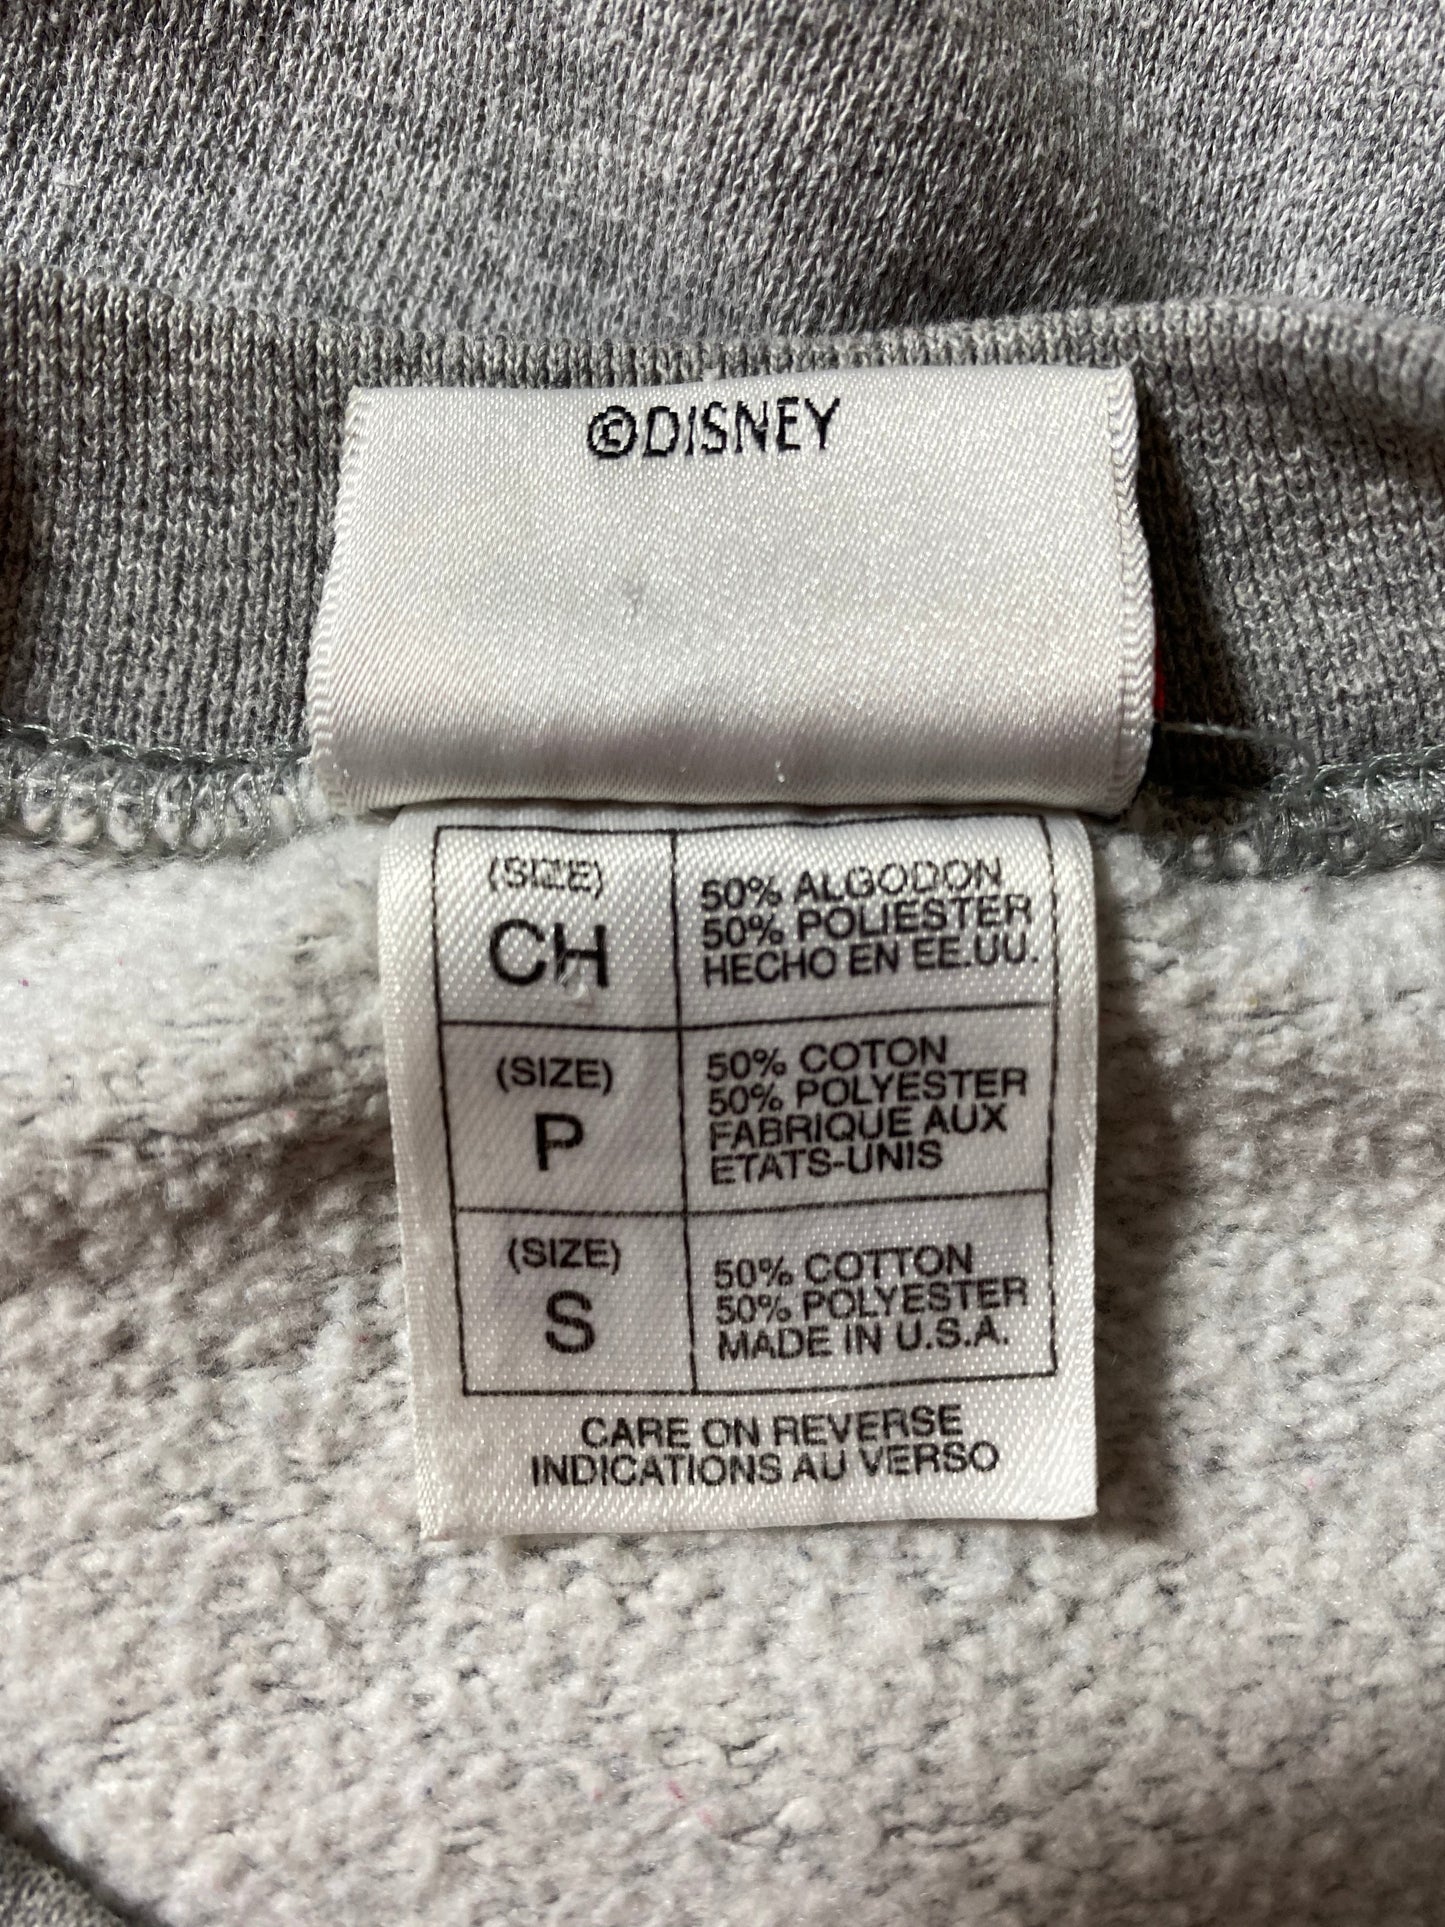 ©DISNEY
(SIZE)
CH
50% ALGODON
50% POLIESTER
HECHO EN EE.UU.
(SIZE)
P
50% COTON
50% POLYESTER
FABRIQUE AUX
ETATS-UNIS
(SIZE)
S
50% COTTON
50% POLYESTER
MADE IN U.S.A.
CARE ON REVERSE
INDICATIONS AU VERSO